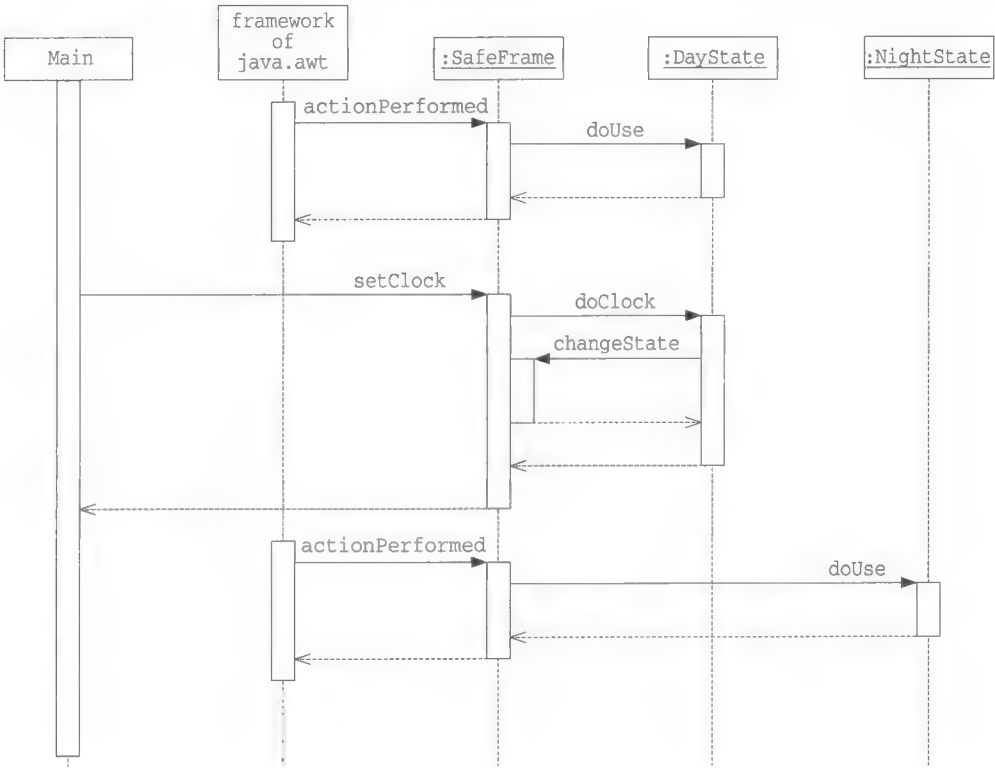 Main
framework
of
java.awt
:SafeFrame
:DayState
:NightState
actionPerformed
doUse
setClock
doClock
changeState
actionPerformed
doUse